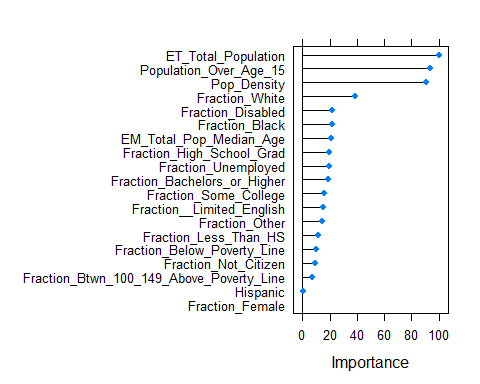 ET_Total_Population
Population_Over_Age_15
Pop_Density
Fraction_White
Fraction_Disabled
Fraction_Black
EM_Total_Pop_Median_Age
Fraction_High_School_Grad
Fraction_Unemployed
Fraction_Bachelors_or_Higher
Fraction_Some_College
Fraction__Limited_English
Fraction_Other
Fraction_Less_Than_HS
Fraction_Below_Poverty_Line
Fraction_Not_Citizen
Fraction_Btwn_100_149_Above_Poverty_Line
Hispanic
Fraction_Female
0 20 40 60 80 100
Importance